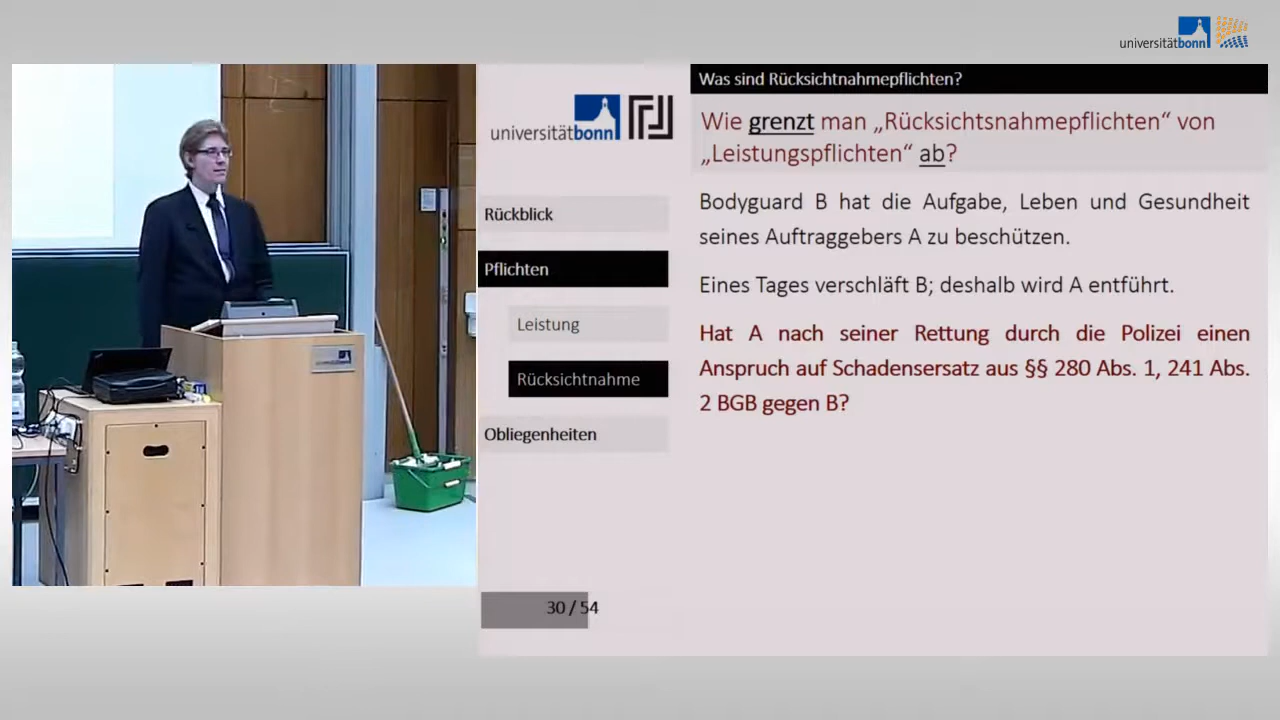 universitätbonn
Was sind Rücksichtnahmepflichten?
universitätbonn
Wie grenzt man „Rücksichtsnahmepflichten“ von
„Leistungspflichten“ ab?
Rückblick
Pflichten
Leistung
Rücksichtnahme
Obliegenheiten
30 / 54
Bodyguard B hat die Aufgabe, Leben und Gesundheit
seines Auftraggebers A zu beschützen.
Eines Tages verschläft B; deshalb wird A entführt.
Hat A nach seiner Rettung durch die Polizei einen
Anspruch auf Schadensersatz aus §§ 280 Abs. 1, 241 Abs.
2 BGB gegen B?